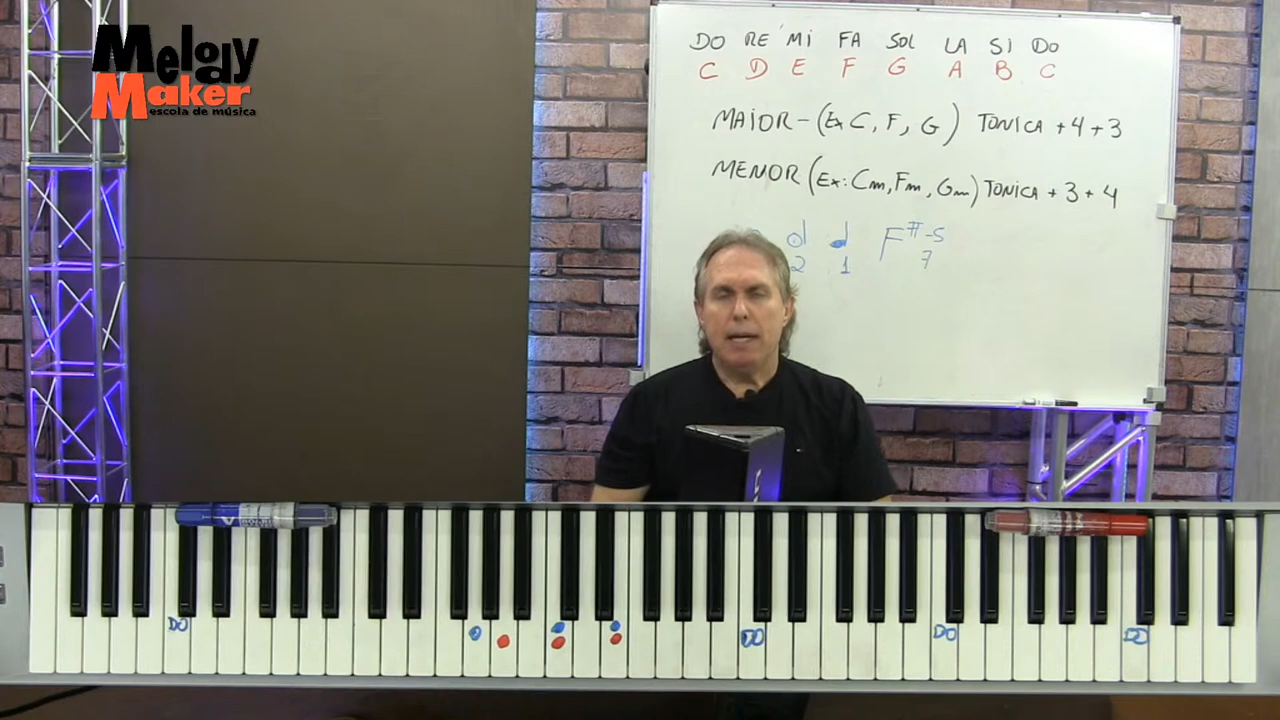 Melody
Maker
escola de música
DO RE MI FA SOL LA SI DO
C D E F G A B C
MAIOR - (Ex C, F, G) TONICA + 4 + 3
MENOR (Ex: Cm, Fm, Gm) TONICA + 3 + 4
F#-5
2 1 7
DO DO DO DO